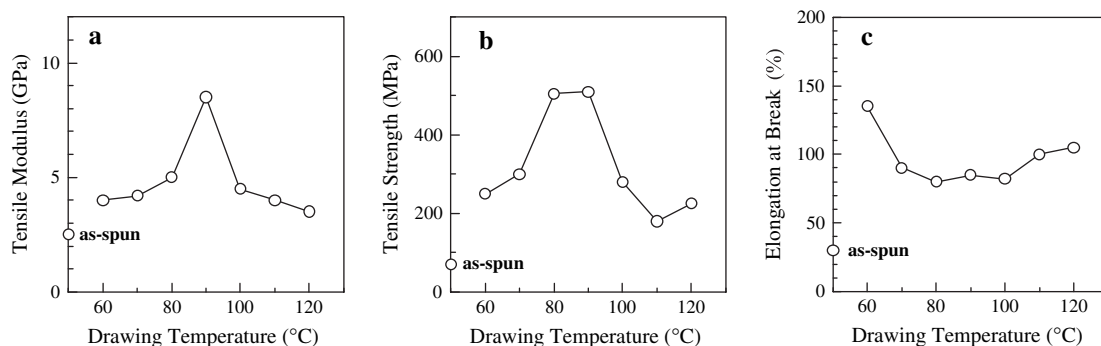 a
Tensile Modulus (GPa)
10
5
0
as-spun
60 80 100 120
Drawing Temperature (°C)
b
Tensile Strength (MPa)
600
400
200
0
as-spun
60 80 100 120
Drawing Temperature (°C)
c
Elongation at Break (%)
200
150
100
50
0
as-spun
60 80 100 120
Drawing Temperature (°C)